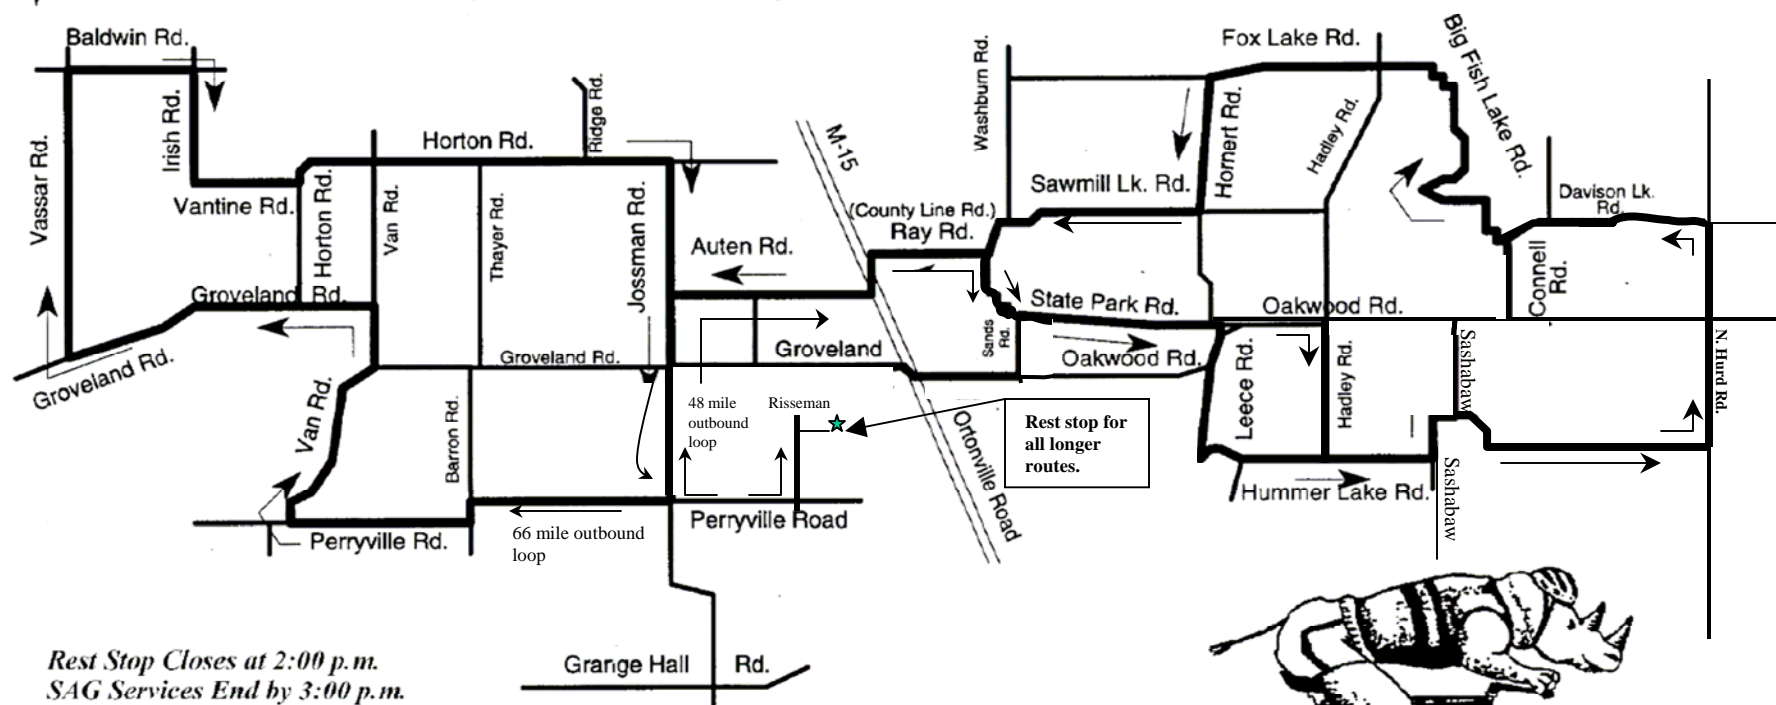 Baldwin Rd.
Fox Lake Rd.
Big Fish Lake Rd.
Washburn Rd.
Ridge Rd.
Irish Rd.
Hornert Rd.
Hadley Rd.
M-15
Horton Rd.
Vassar Rd.
Sawmill Lk. Rd.
Davison Lk.
Rd.
Vantine Rd.
Horton Rd.
Van Rd.
Thayer Rd.
Jossman Rd.
(County Line Rd.)
Ray Rd.
Auten Rd.
Connell
Rd.
Groveland Rd.
State Park Rd.
Oakwood Rd.
Sands
Rd.
Groveland Rd.
Groveland
Oakwood Rd.
Groveland Rd.
Leece Rd.
Hadley Rd.
Sashabaw
N. Hurd Rd.
Van Rd.
Barron Rd.
48 mile
outbound
loop
Risseman
Rest stop for
all longer
routes.
Ortonville Road
Sashabaw
Hummer Lake Rd.
Perryville Rd.
66 mile outbound
loop
Perryville Road
Grange Hall Rd.
Rest Stop Closes at 2:00 p.m.
SAG Services End by 3:00 p.m.